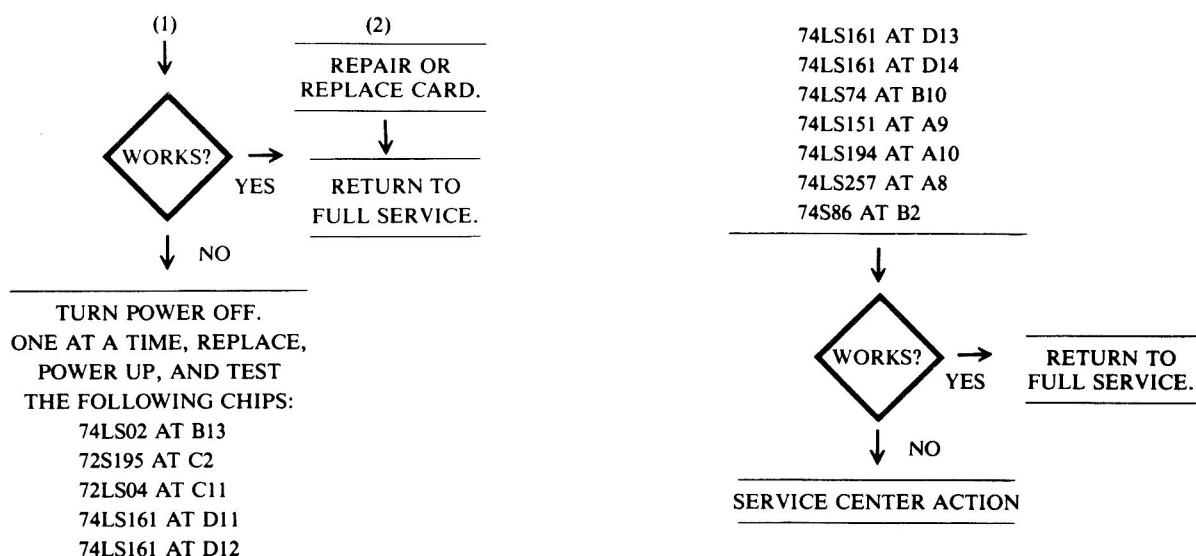 (1)
WORKS?
YES
NO
(2)
REPAIR OR
REPLACE CARD.
RETURN TO
FULL SERVICE.
TURN POWER OFF.
ONE AT A TIME, REPLACE,
POWER UP, AND TEST
THE FOLLOWING CHIPS:
74LS02 AT B13
72S195 AT C2
72LS04 AT C11
74LS161 AT D11
74LS161 AT D12
74LS161 AT D13
74LS161 AT D14
74LS74 AT B10
74LS151 AT A9
74LS194 AT A10
74LS257 AT A8
74S86 AT B2
WORKS?
YES
RETURN TO
FULL SERVICE.
NO
SERVICE CENTER ACTION